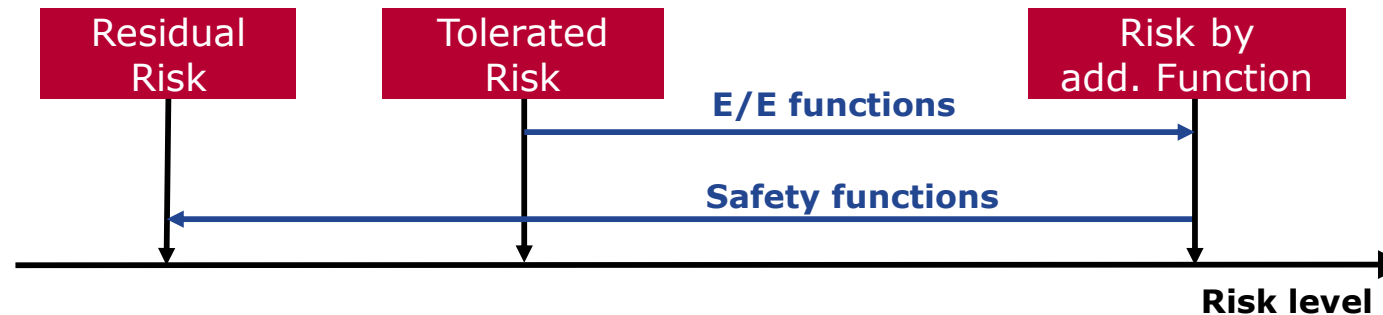 Residual
Risk
Tolerated
Risk
Risk by
add. Function
E/E functions
Safety functions
Risk level